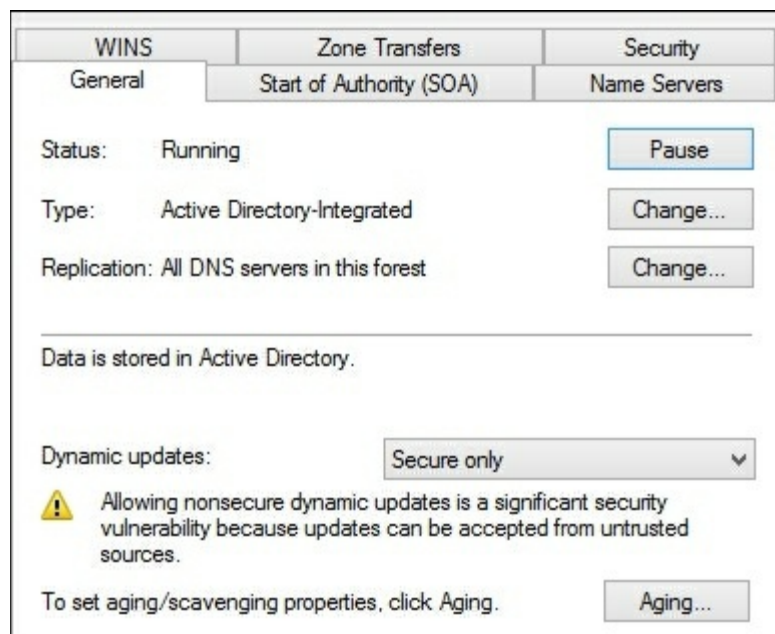 WINS Zone Transfers Security
General Start of Authority (SOA) Name Servers
Status: Running Pause
Type: Active Directory-Integrated Change...
Replication: All DNS servers in this forest Change...
Data is stored in Active Directory.
Dynamic updates: Secure only
Allowing nonsecure dynamic updates is a significant security
vulnerability because updates can be accepted from untrusted
sources.
To set aging/scavenging properties, click Aging. Aging...